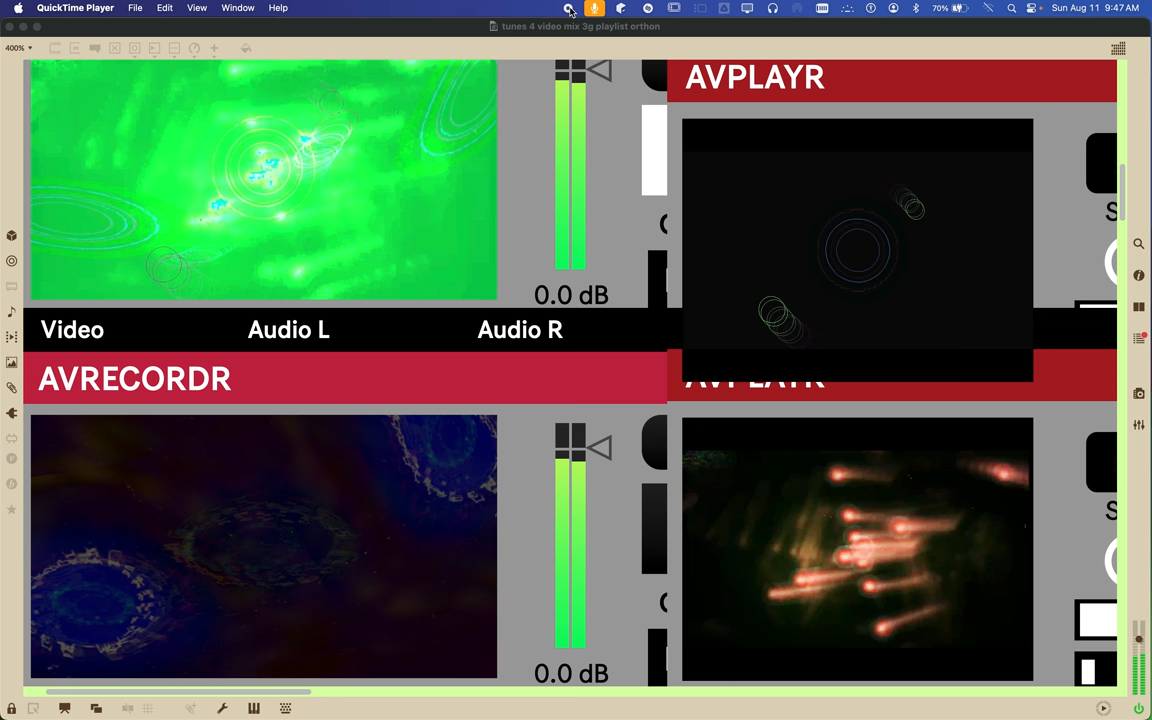 QuickTime Player File Edit View Window Help 70% Sun Aug 11 9:47 AM
tunes 4 video mix 3g playlist orthon
400%
AVPLAYR
S
0.0 dB
Video Audio L Audio R
AVRECORDR
AVPLAYR
S
0.0 dB